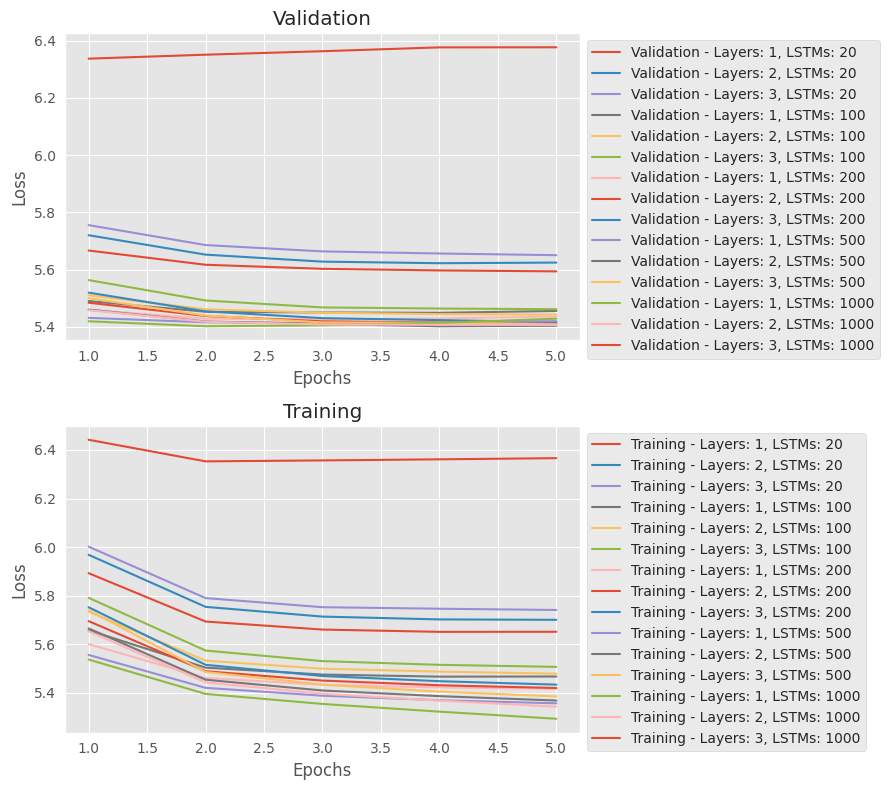 Validation
6.4
6.2
6.0
5.8
5.6
5.4
Loss
1.0 1.5 2.0 2.5 3.0 3.5 4.0 4.5 5.0
Epochs
Validation - Layers: 1, LSTMs: 20
Validation - Layers: 2, LSTMs: 20
Validation - Layers: 3, LSTMs: 20
Validation - Layers: 1, LSTMs: 100
Validation - Layers: 2, LSTMs: 100
Validation - Layers: 3, LSTMs: 100
Validation - Layers: 1, LSTMs: 200
Validation - Layers: 2, LSTMs: 200
Validation - Layers: 3, LSTMs: 200
Validation - Layers: 1, LSTMs: 500
Validation - Layers: 2, LSTMs: 500
Validation - Layers: 3, LSTMs: 500
Validation - Layers: 1, LSTMs: 1000
Validation - Layers: 2, LSTMs: 1000
Validation - Layers: 3, LSTMs: 1000
Training
6.4
6.2
6.0
5.8
5.6
5.4
Loss
1.0 1.5 2.0 2.5 3.0 3.5 4.0 4.5 5.0
Epochs
Training - Layers: 1, LSTMs: 20
Training - Layers: 2, LSTMs: 20
Training - Layers: 3, LSTMs: 20
Training - Layers: 1, LSTMs: 100
Training - Layers: 2, LSTMs: 100
Training - Layers: 3, LSTMs: 100
Training - Layers: 1, LSTMs: 200
Training - Layers: 2, LSTMs: 200
Training - Layers: 3, LSTMs: 200
Training - Layers: 1, LSTMs: 500
Training - Layers: 2, LSTMs: 500
Training - Layers: 3, LSTMs: 500
Training - Layers: 1, LSTMs: 1000
Training - Layers: 2, LSTMs: 1000
Training - Layers: 3, LSTMs: 1000